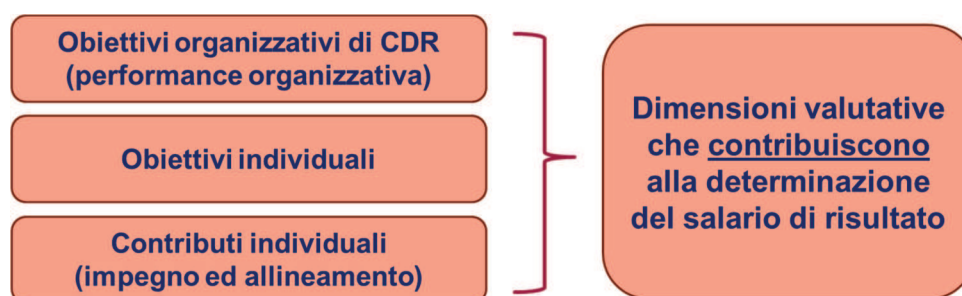 Obiettivi organizzativi di CDR
(performance organizzativa)
Obiettivi individuali
Contributi individuali
(impegno ed allineamento)
Dimensioni valutative
che contribuiscono
alla determinazione
del salario di risultato